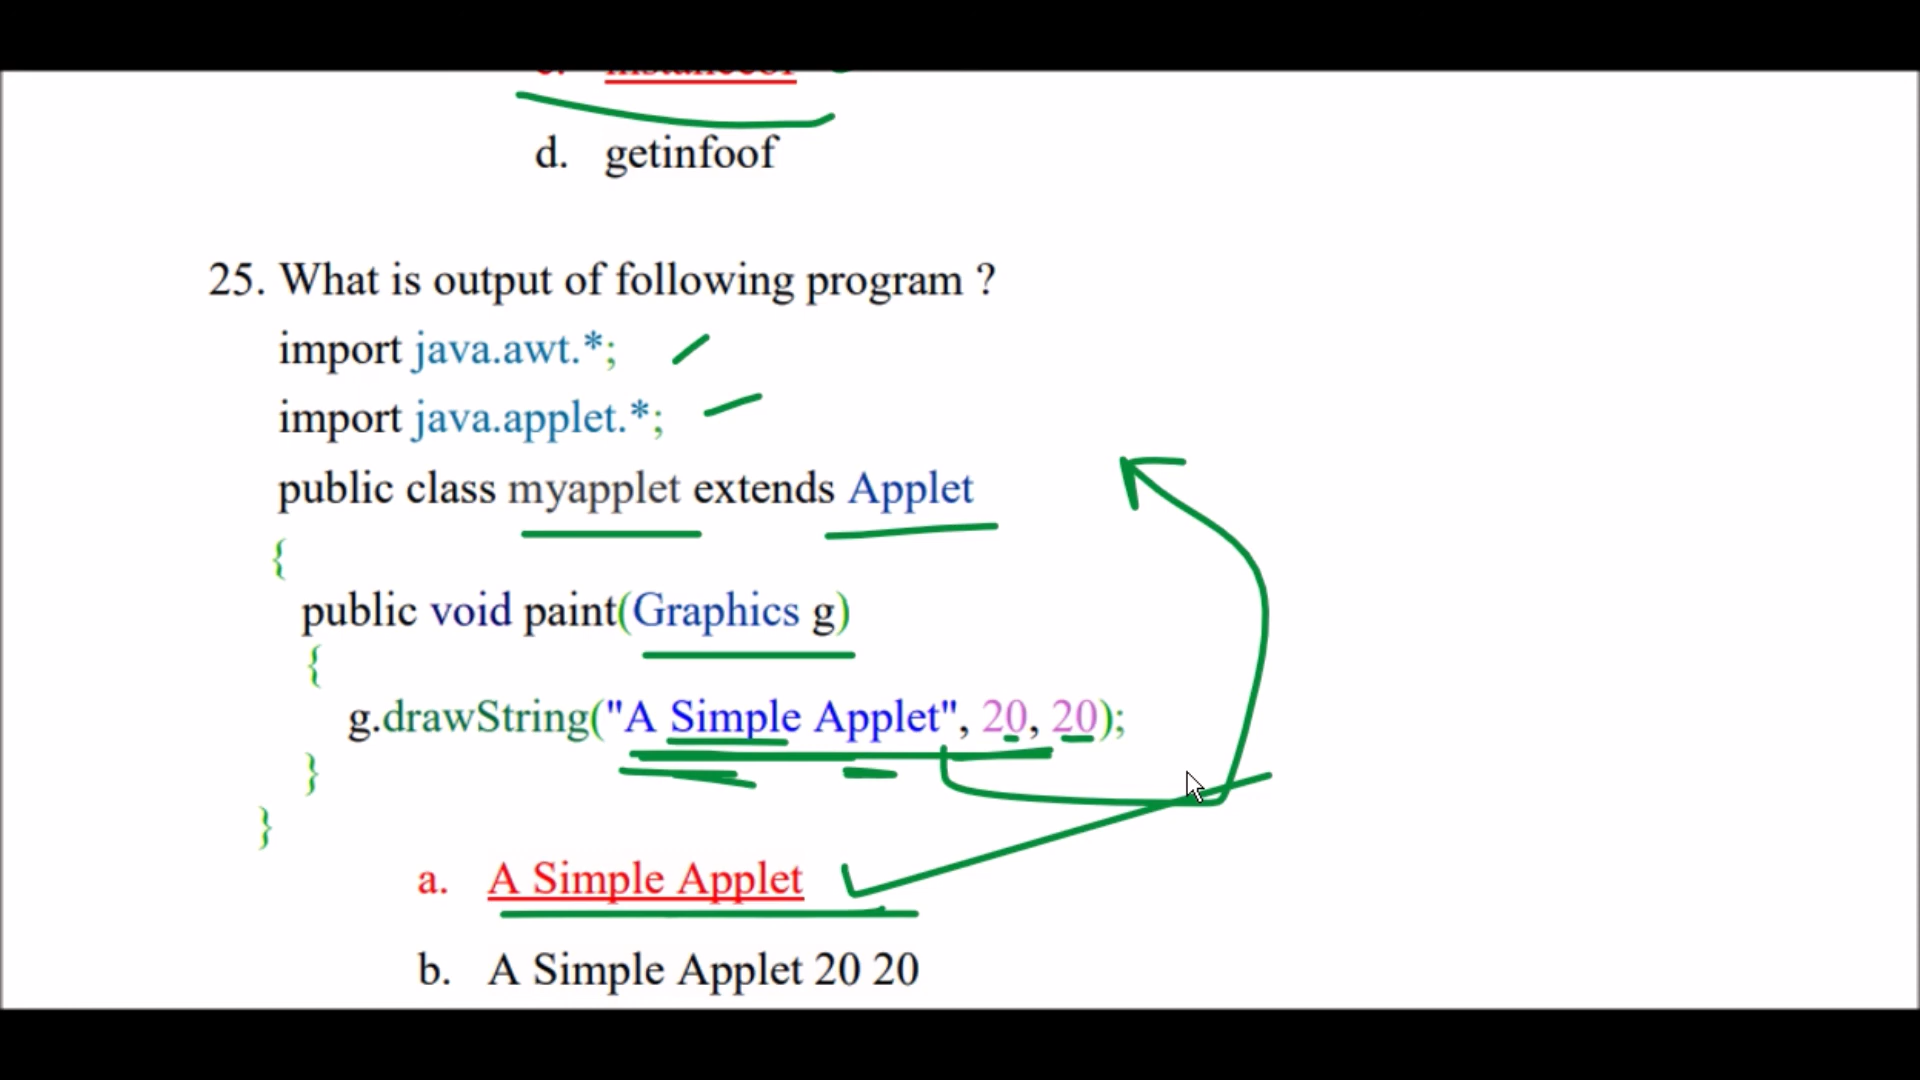 d. getinfoof
25. What is output of following program ?
import java.awt.*;
import java.applet.*;
public class myapplet extends Applet
{
public void paint(Graphics g)
{
g.drawString("A Simple Applet", 20, 20);
}
}
a. A Simple Applet
b. A Simple Applet 20 20